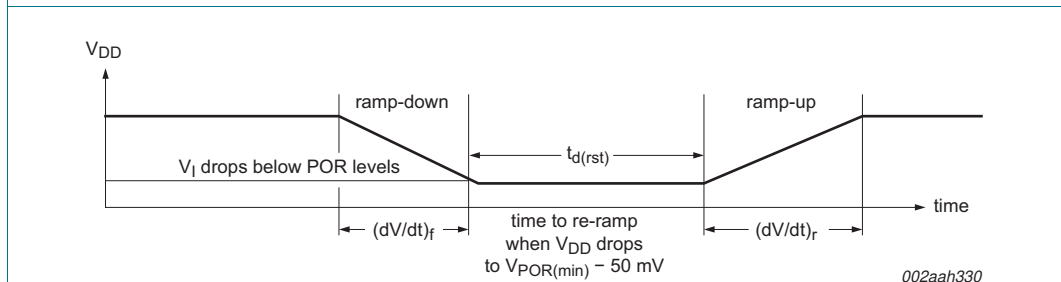 VDD
ramp-down
ramp-up
td(rst)
VI drops below POR levels
time
(dV/dt)f
time to re-ramp
when VDD drops
to VPOR(min) − 50 mV
(dV/dt)r
002aah330